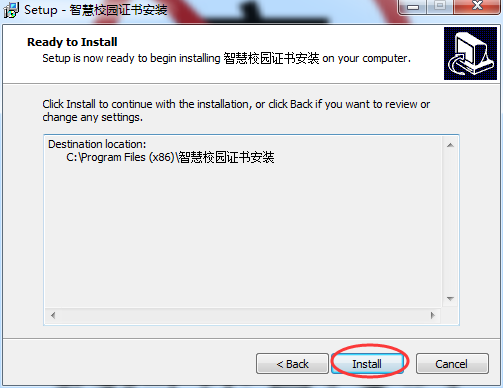 Setup - 智慧校园证书安装
Ready to Install
Setup is now ready to begin installing 智慧校园证书安装 on your computer.
Click Install to continue with the installation, or click Back if you want to review or
change any settings.
Destination location:
C:\Program Files (x86)\智慧校园证书安装
< Back
Install
Cancel